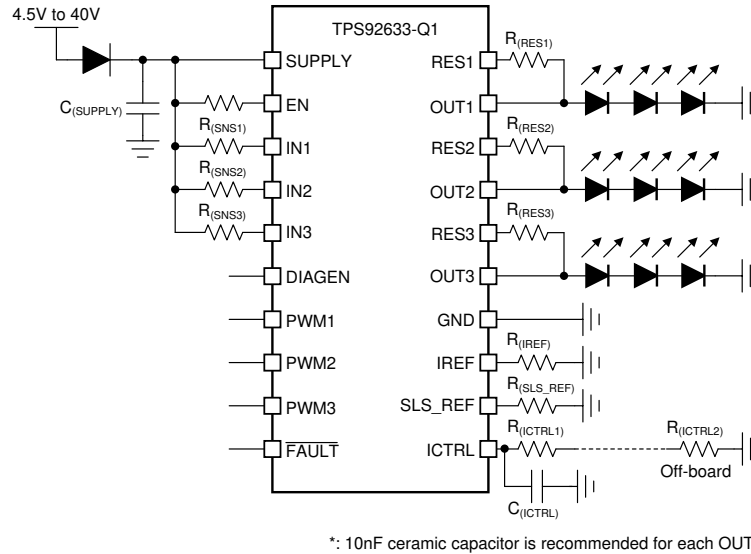 4.5V to 40V
TPS92633-Q1
SUPPLY
C(SUPPLY)
EN
R(SNS1)
IN1
R(SNS2)
IN2
R(SNS3)
IN3
DIAGEN
PWM1
PWM2
PWM3
FAULT
R(RES1)
RES1
OUT1
R(RES2)
RES2
OUT2
R(RES3)
RES3
OUT3
GND
R(IREF)
IREF
R(SLS_REF)
SLS_REF
R(ICTRL1)
R(ICTRL2)
ICTRL
Off-board
C(ICTRL)
*: 10nF ceramic capacitor is recommended for each OUT